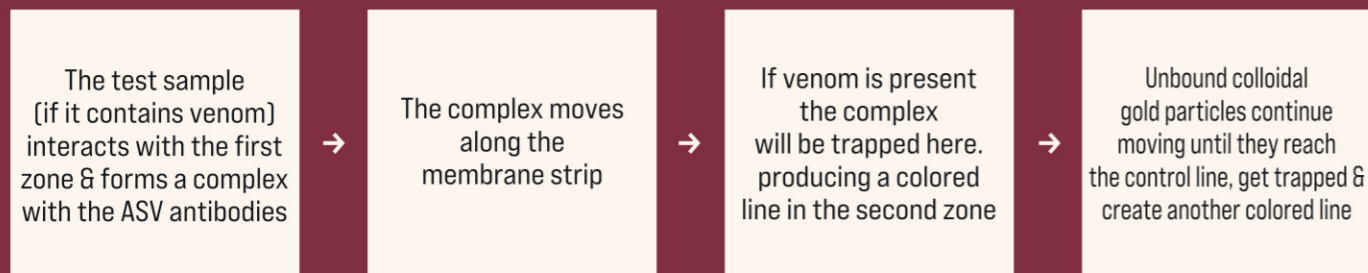 The test sample
(if it contains venom)
interacts with the first
zone & forms a complex
with the ASV antibodies
→
The complex moves
along the
membrane strip
→
If venom is present
the complex
will be trapped here.
producing a colored
line in the second zone
→
Unbound colloidal
gold particles continue
moving until they reach
the control line, get trapped &
create another colored line